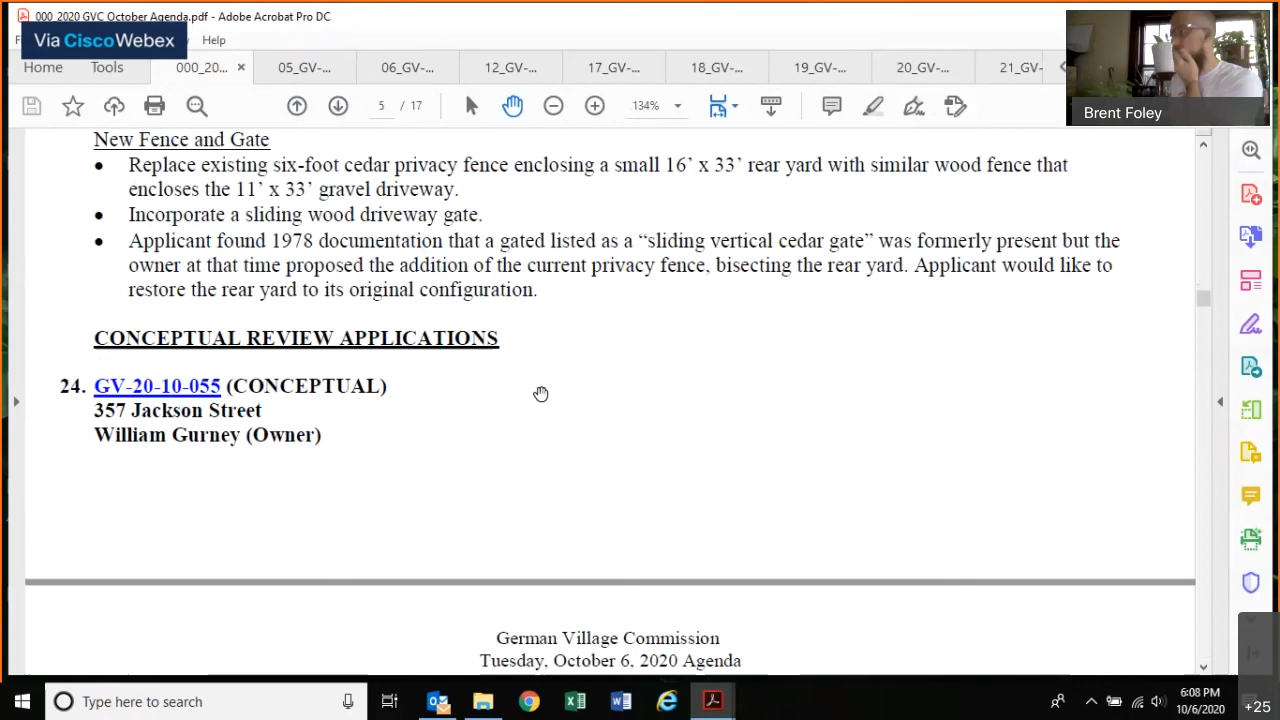 000_2020 GVC October Agenda.pdf - Adobe Acrobat Pro DC
Via Cisco Webex
Help
Home Tools 000_20... × 05_GV-... 06_GV-... 12_GV-... 17_GV-... 18_GV-... 19_GV-... 20_GV-... 21_GV-
5 / 17 134%
Brent Foley
New Fence and Gate
• Replace existing six-foot cedar privacy fence enclosing a small 16’ x 33’ rear yard with similar wood fence that
encloses the 11’ x 33’ gravel driveway.
• Incorporate a sliding wood driveway gate.
• Applicant found 1978 documentation that a gated listed as a “sliding vertical cedar gate” was formerly present but the
owner at that time proposed the addition of the current privacy fence, bisecting the rear yard. Applicant would like to
restore the rear yard to its original configuration.
CONCEPTUAL REVIEW APPLICATIONS
24. GV-20-10-055 (CONCEPTUAL)
357 Jackson Street
William Gurney (Owner)
German Village Commission
Tuesday, October 6, 2020 Agenda
Type here to search
6:08 PM
10/6/2020
+25